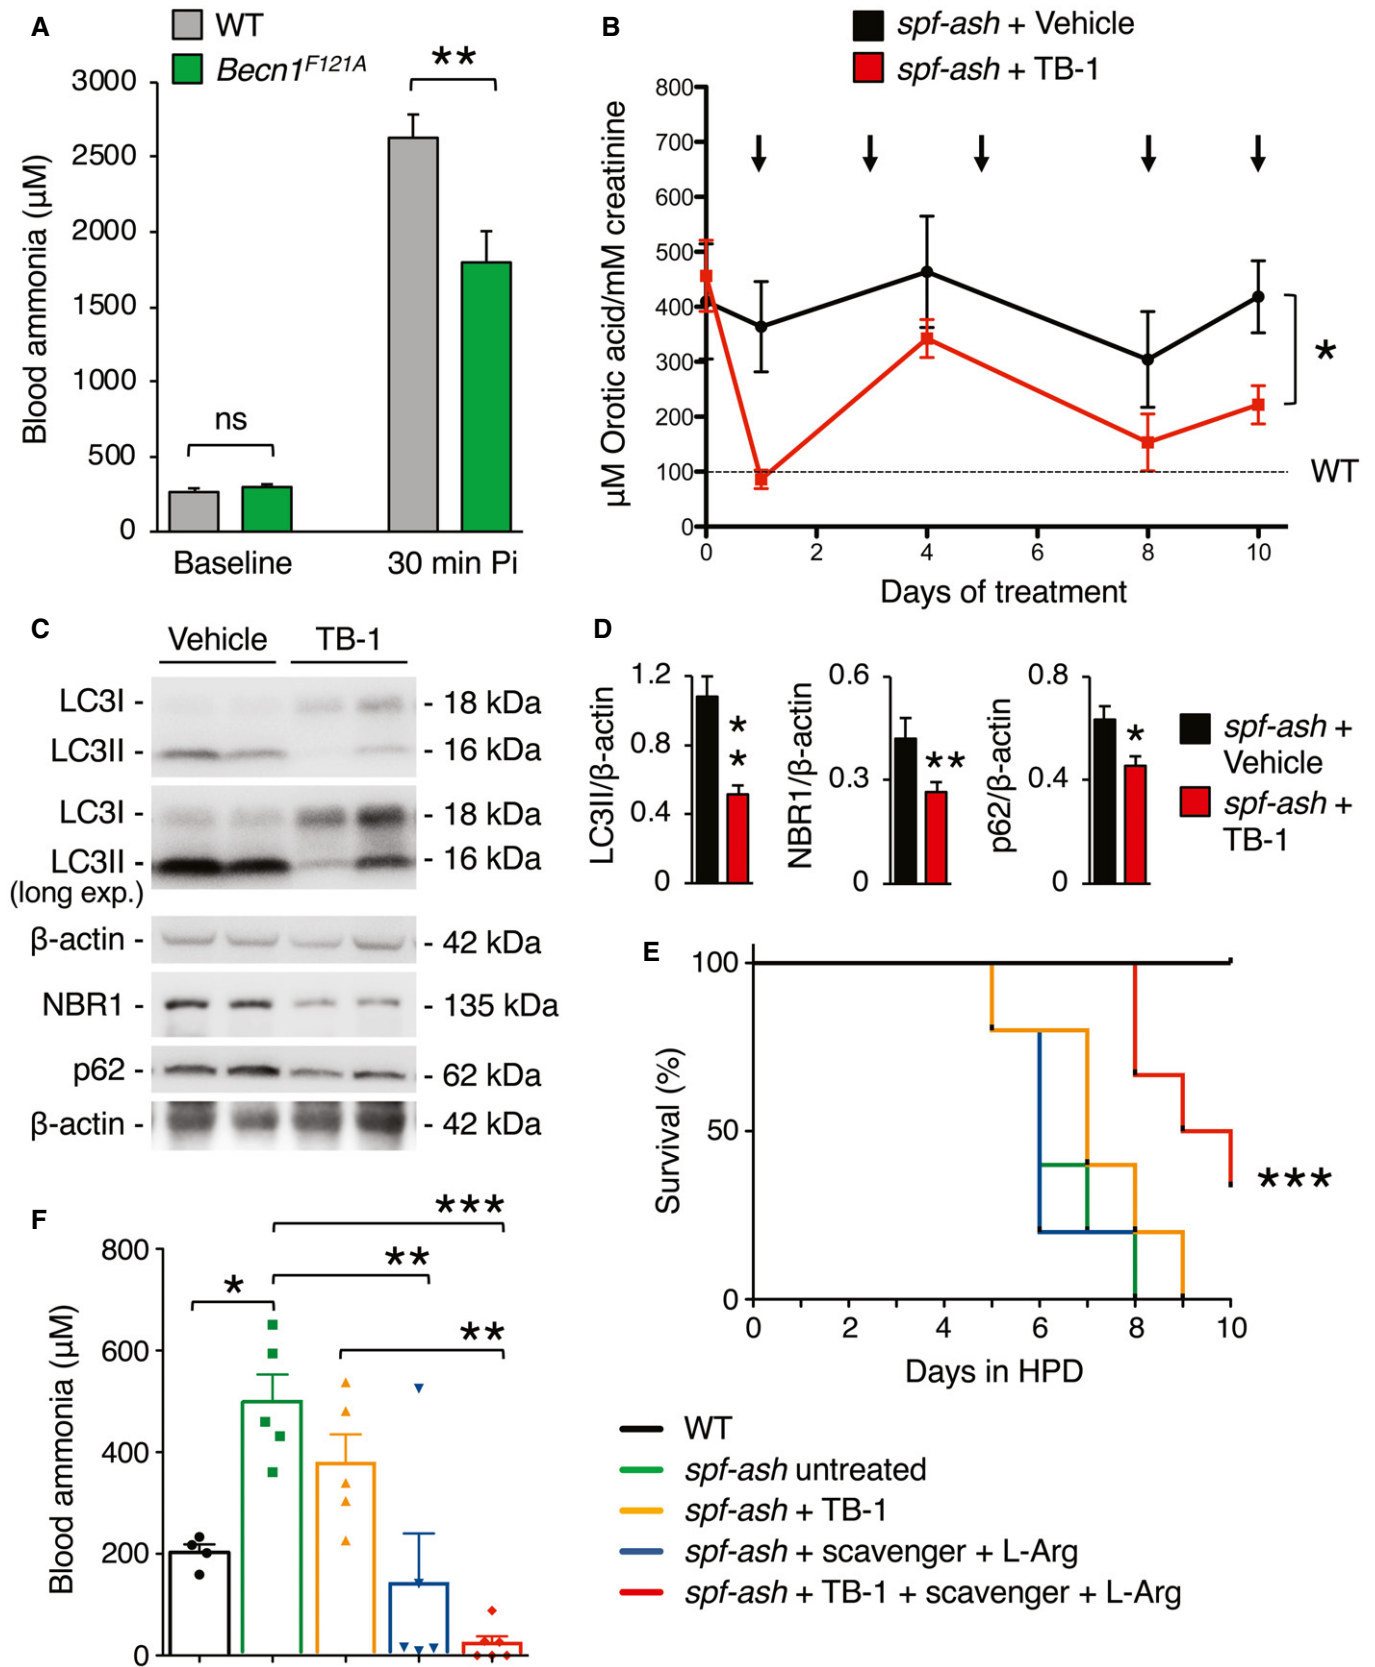 A
WT
Becn1F121A
**
3000
2500
2000
1500
1000
500
0
Blood ammonia (µM)
ns
Baseline
30 min Pi
B
spf-ash + Vehicle
spf-ash + TB-1
800
700
600
500
400
300
200
100
0
µM Orotic acid/mM creatinine
*
WT
0 2 4 6 8 10
Days of treatment
C
Vehicle TB-1
LC3I - - 18 kDa
LC3II - - 16 kDa
LC3I - - 18 kDa
LC3II - - 16 kDa
(long exp.)
β-actin - - 42 kDa
NBR1 - - 135 kDa
p62 - - 62 kDa
β-actin - - 42 kDa
D
1.2
0.8
0.4
0
LC3II/β-actin
*
*
0.6
0.3
0
NBR1/β-actin
**
0.8
0.4
0
p62/β-actin
*
spf-ash +
Vehicle
spf-ash +
TB-1
E
100
50
0
Survival (%)
***
0 2 4 6 8 10
Days in HPD
WT
spf-ash untreated
spf-ash + TB-1
spf-ash + scavenger + L-Arg
spf-ash + TB-1 + scavenger + L-Arg
F
***
**
*
**
800
600
400
200
0
Blood ammonia (µM)